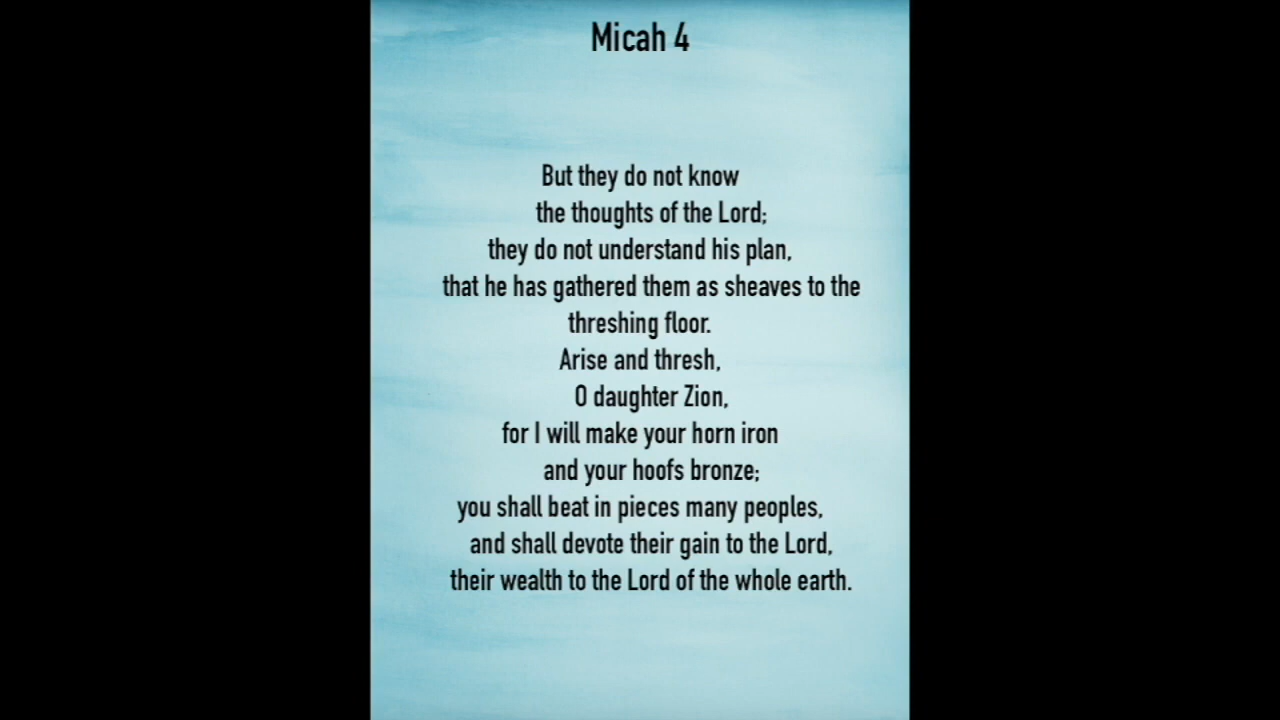 Micah 4
But they do not know
the thoughts of the Lord;
they do not understand his plan,
that he has gathered them as sheaves to the
threshing floor.
Arise and thresh,
O daughter Zion,
for I will make your horn iron
and your hoofs bronze;
you shall beat in pieces many peoples,
and shall devote their gain to the Lord,
their wealth to the Lord of the whole earth.